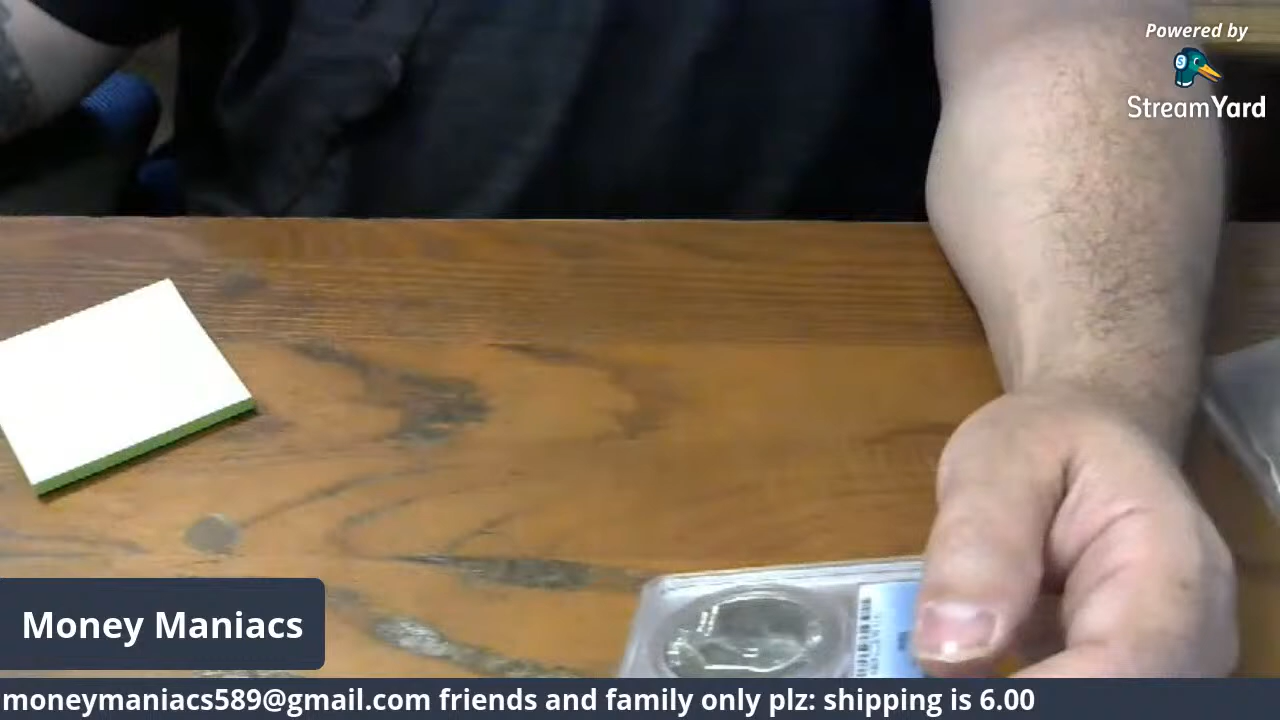 Powered by
StreamYard
Money Maniacs
moneymaniacs589@gmail.com friends and family only plz: shipping is 6.00